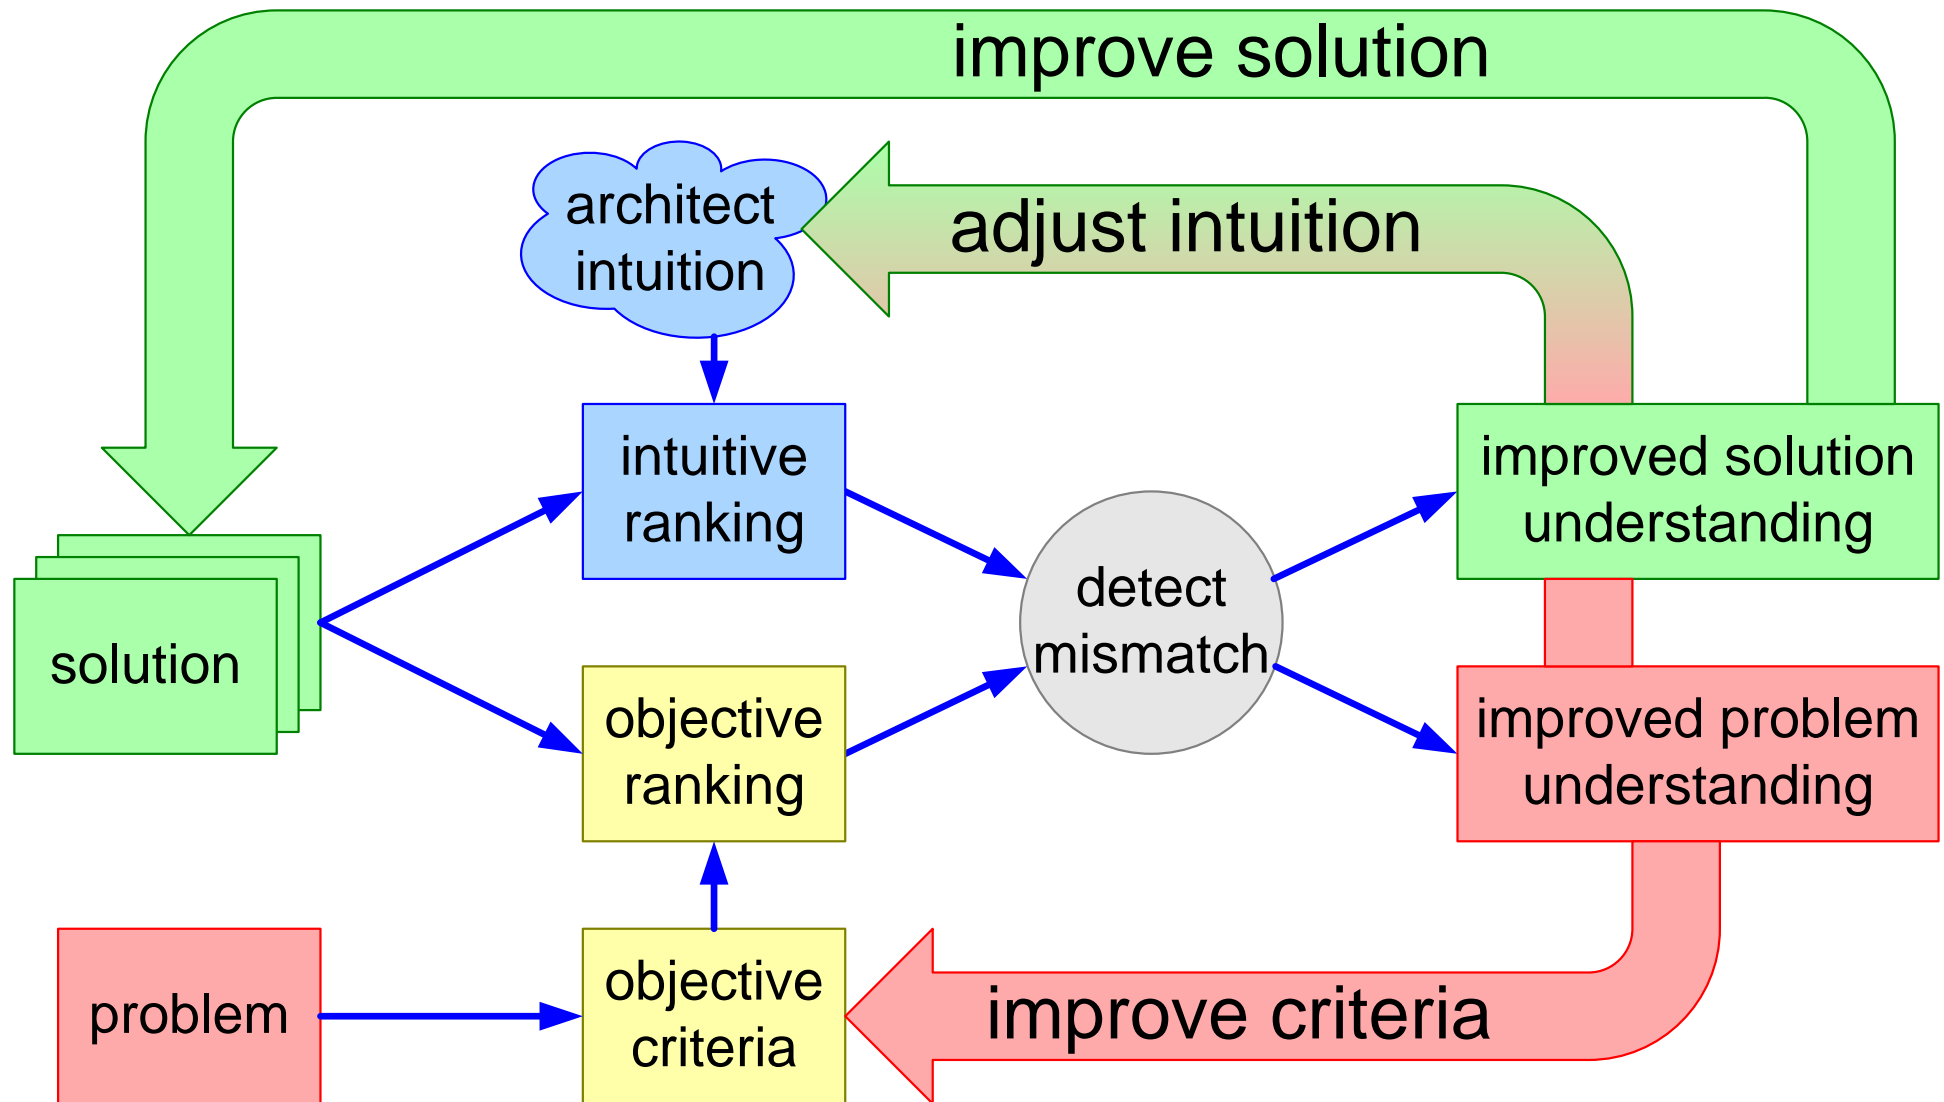 improve solution
architect
intuition
adjust intuition
intuitive
ranking
improved solution
understanding
detect
mismatch
solution
objective
ranking
improved problem
understanding
problem
objective
criteria
improve criteria